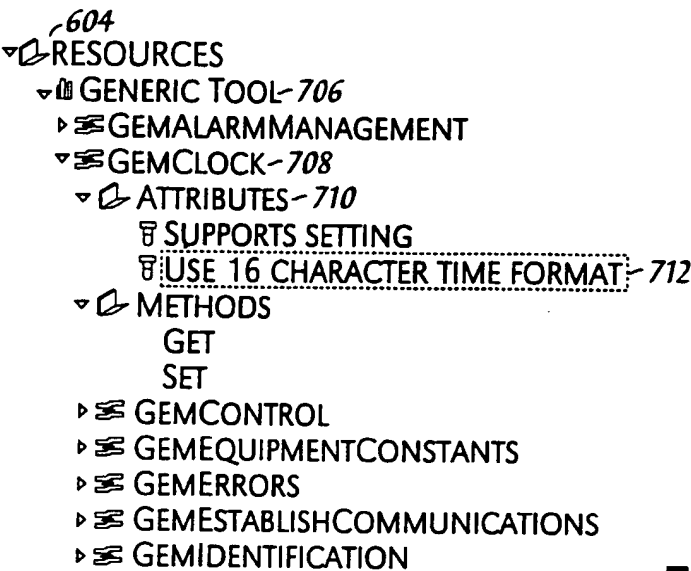 604
RESOURCES
GENERIC TOOL 706
GEMALARMMANAGEMENT
GEMCLOCK 708
ATTRIBUTES 710
SUPPORTS SETTING
USE 16 CHARACTER TIME FORMAT 712
METHODS
GET
SET
GEMCONTROL
GEMEQUIPMENTCONSTANTS
GEMERRORS
GEMESTABLISHCOMMUNICATIONS
GEMIDENTIFICATION